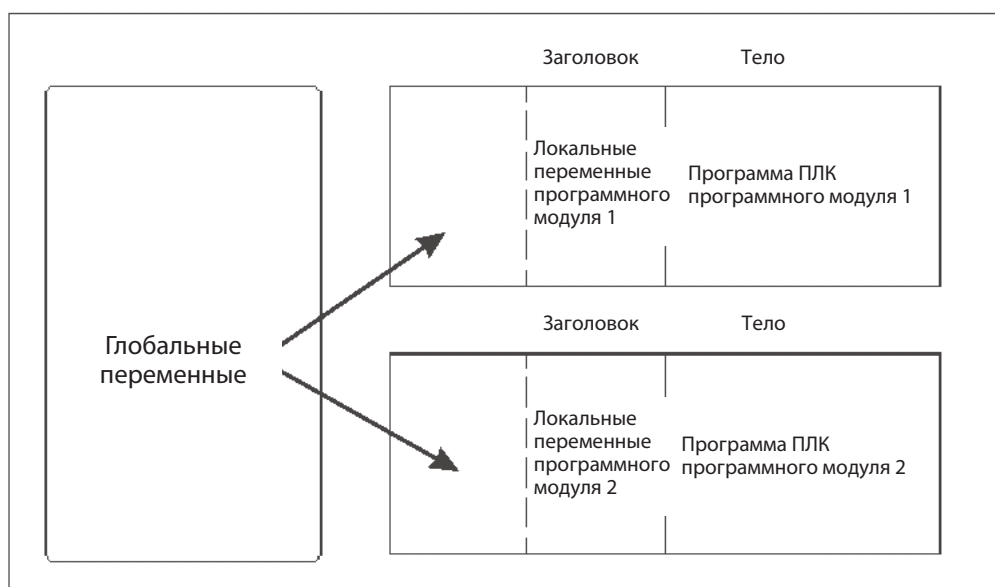 Заголовок Тело
Локальные
переменные
программного
модуля 1
Программа ПЛК
программного модуля 1
Глобальные
переменные
Заголовок Тело
Локальные
переменные
программного
модуля 2
Программа ПЛК
программного модуля 2